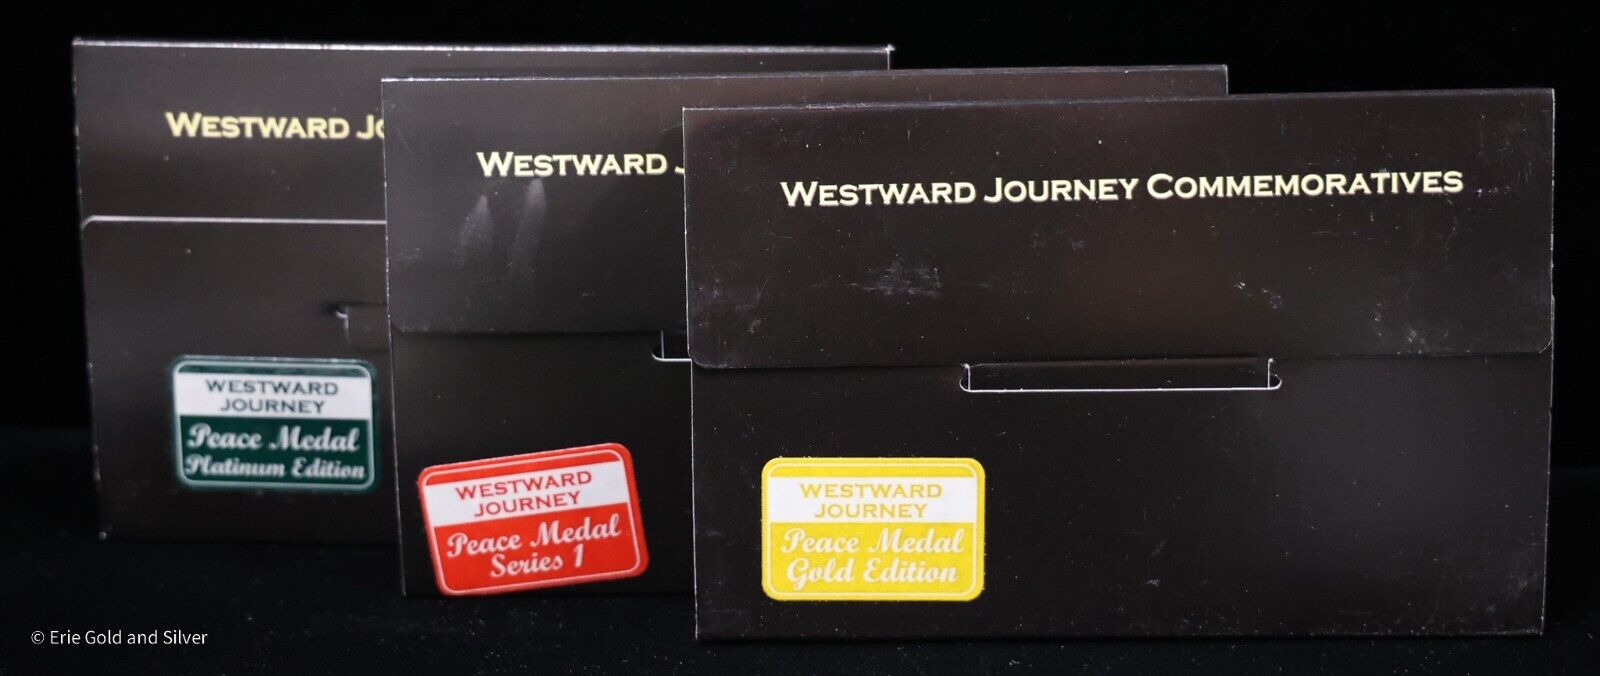 WESTWARD JO
WESTWARD J
WESTWARD JOURNEY COMMEMORATIVES
WESTWARD
JOURNEY
Peace Medal
Platinum Edition
WESTWARD
JOURNEY
Peace Medal
Series 1
WESTWARD
JOURNEY
Peace Medal
Gold Edition
© Erie Gold and Silver